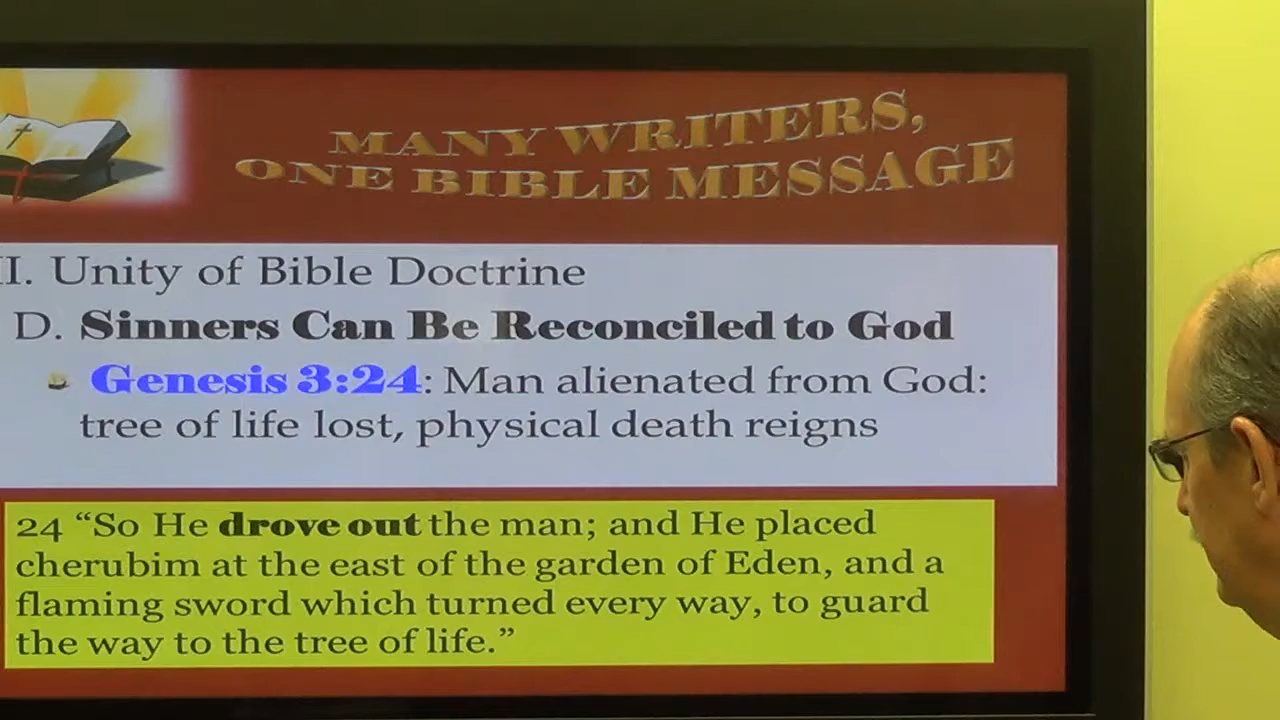 MANY WRITERS,
ONE BIBLE MESSAGE
II. Unity of Bible Doctrine
D. Sinners Can Be Reconciled to God
Genesis 3:24: Man alienated from God:
tree of life lost, physical death reigns
24 “So He drove out the man; and He placed
cherubim at the east of the garden of Eden, and a
flaming sword which turned every way, to guard
the way to the tree of life.”